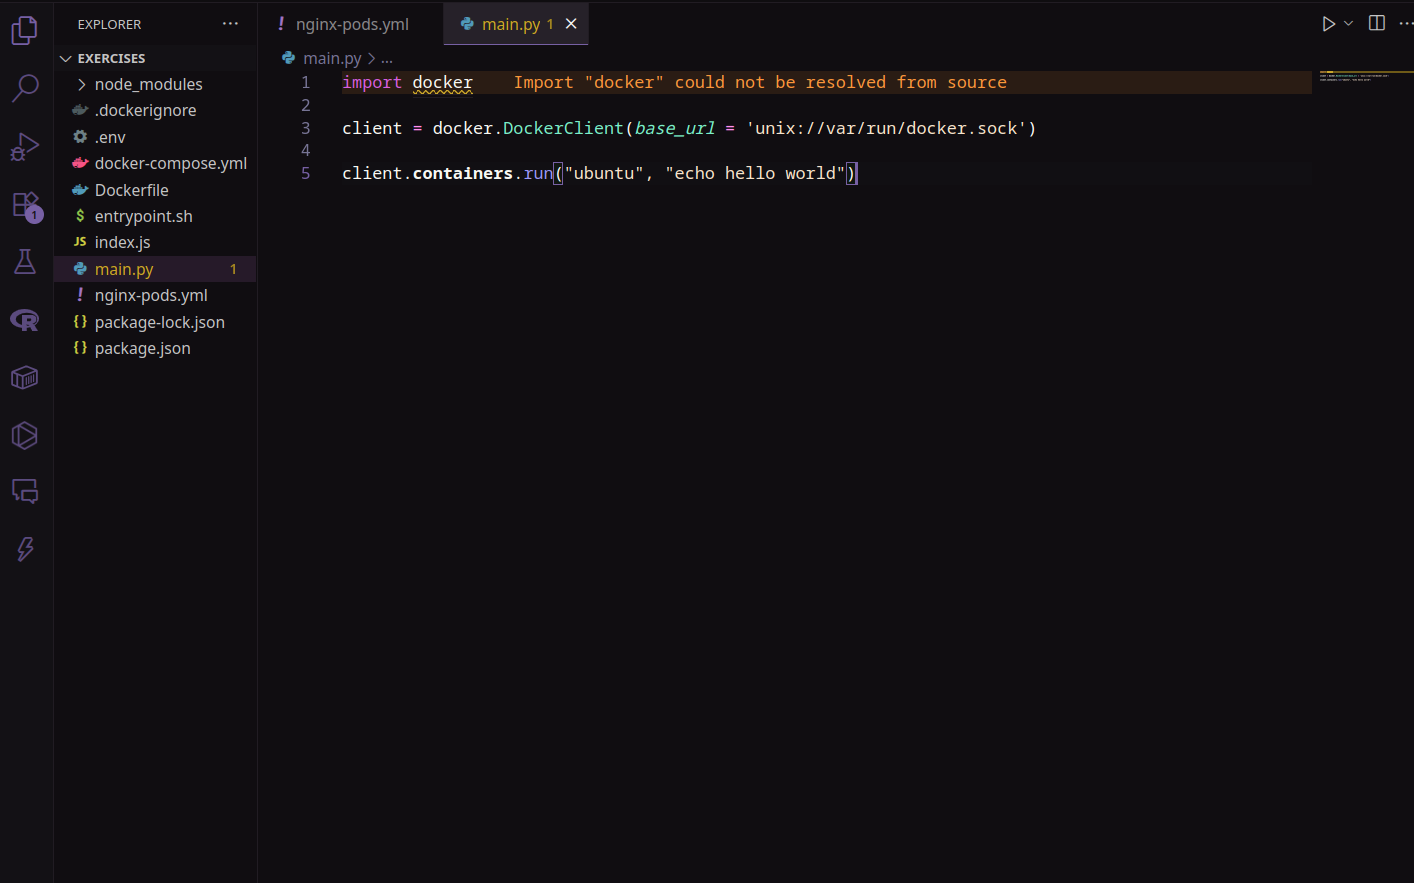 EXPLORER
EXERCISES
node_modules
.dockerignore
.env
docker-compose.yml
Dockerfile
$ entrypoint.sh
JS index.js
main.py 1
! nginx-pods.yml
{} package-lock.json
{} package.json
1
R
! nginx-pods.yml
main.py 1
main.py > ...
1 import docker Import "docker" could not be resolved from source
2
3 client = docker.DockerClient(base_url = 'unix://var/run/docker.sock')
4
5 client.containers.run("ubuntu", "echo hello world")